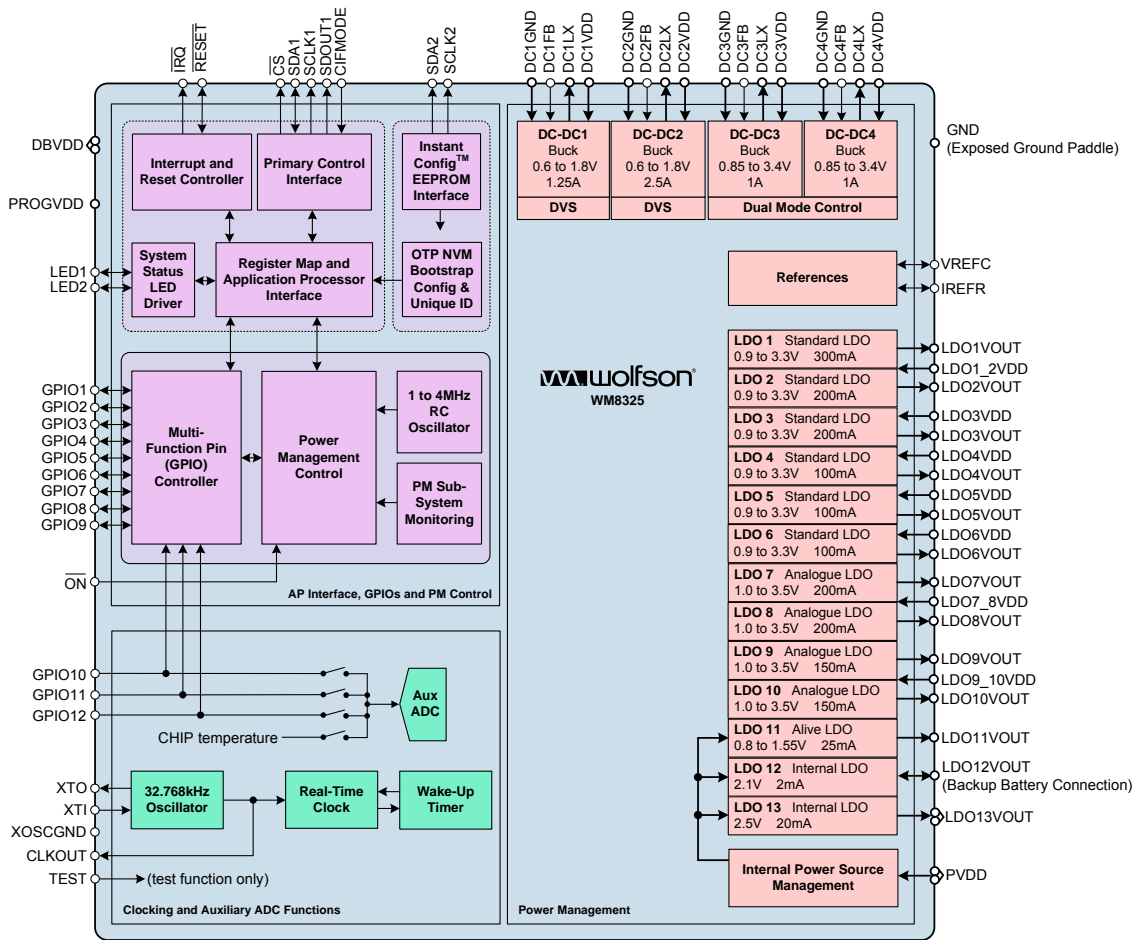 IRQ
RESET
CS
SDA1
SCLK1
SDOUT1
CIFMODE
SDA2
SCLK2
DC1GND
DC1FB
DC1LX
DC1VDD
DC2GND
DC2FB
DC2LX
DC2VDD
DC3GND
DC3FB
DC3LX
DC3VDD
DC4GND
DC4FB
DC4LX
DC4VDD
DBVDD
PROGVDD
LED1
LED2
GPIO1
GPIO2
GPIO3
GPIO4
GPIO5
GPIO6
GPIO7
GPIO8
GPIO9
ON
GPIO10
GPIO11
GPIO12
XTO
XTI
XOSCGND
CLKOUT
TEST
Interrupt and
Reset Controller
Primary Control
Interface
Instant
Config™
EEPROM
Interface
System
Status
LED
Driver
Register Map and
Application Processor
Interface
OTP NVM
Bootstrap
Config &
Unique ID
Multi-
Function Pin
(GPIO)
Controller
Power
Management
Control
1 to 4MHz
RC
Oscillator
PM Sub-
System
Monitoring
AP Interface, GPIOs and PM Control
CHIP temperature
Aux
ADC
32.768kHz
Oscillator
Real-Time
Clock
Wake-Up
Timer
(test function only)
Clocking and Auxiliary ADC Functions
DC-DC1
Buck
0.6 to 1.8V
1.25A
DVS
DC-DC2
Buck
0.6 to 1.8V
2.5A
DVS
DC-DC3
Buck
0.85 to 3.4V
1A
DC-DC4
Buck
0.85 to 3.4V
1A
Dual Mode Control
References
wolfson®
WM8325
LDO 1 Standard LDO
0.9 to 3.3V 300mA
LDO 2 Standard LDO
0.9 to 3.3V 200mA
LDO 3 Standard LDO
0.9 to 3.3V 200mA
LDO 4 Standard LDO
0.9 to 3.3V 100mA
LDO 5 Standard LDO
0.9 to 3.3V 100mA
LDO 6 Standard LDO
0.9 to 3.3V 100mA
LDO 7 Analogue LDO
1.0 to 3.5V 200mA
LDO 8 Analogue LDO
1.0 to 3.5V 200mA
LDO 9 Analogue LDO
1.0 to 3.5V 150mA
LDO 10 Analogue LDO
1.0 to 3.5V 150mA
LDO 11 Alive LDO
0.8 to 1.55V 25mA
LDO 12 Internal LDO
2.1V 2mA
LDO 13 Internal LDO
2.5V 20mA
Internal Power Source
Management
Power Management
GND
(Exposed Ground Paddle)
VREFC
IREFR
LDO1VOUT
LDO1_2VDD
LDO2VOUT
LDO3VDD
LDO3VOUT
LDO4VDD
LDO4VOUT
LDO5VDD
LDO5VOUT
LDO6VDD
LDO6VOUT
LDO7VOUT
LDO7_8VDD
LDO8VOUT
LDO9VOUT
LDO9_10VDD
LDO10VOUT
LDO11VOUT
LDO12VOUT
(Backup Battery Connection)
LDO13VOUT
PVDD